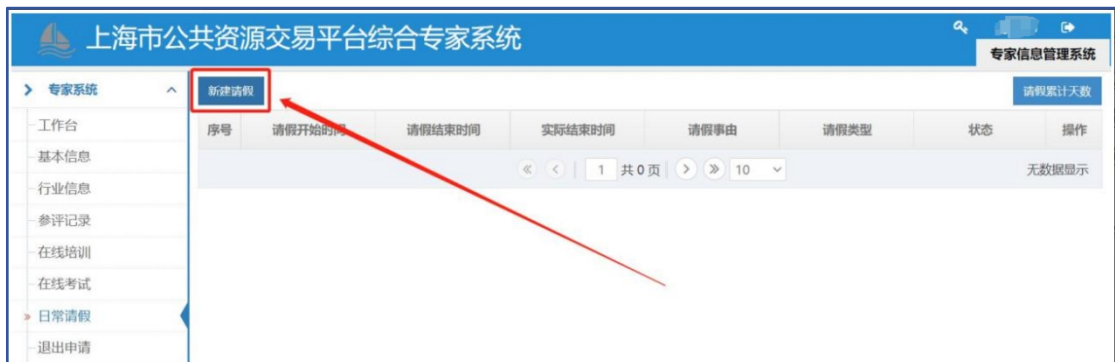 上海市公共资源交易平台综合专家系统
专家信息管理系统
专家系统
新建请假
请假累计天数
工作台
序号 请假开始时间 请假结束时间 实际结束时间 请假事由 请假类型 状态 操作
基本信息
1 共0页 10 无数据显示
行业信息
参评记录
在线培训
在线考试
日常请假
退出申请